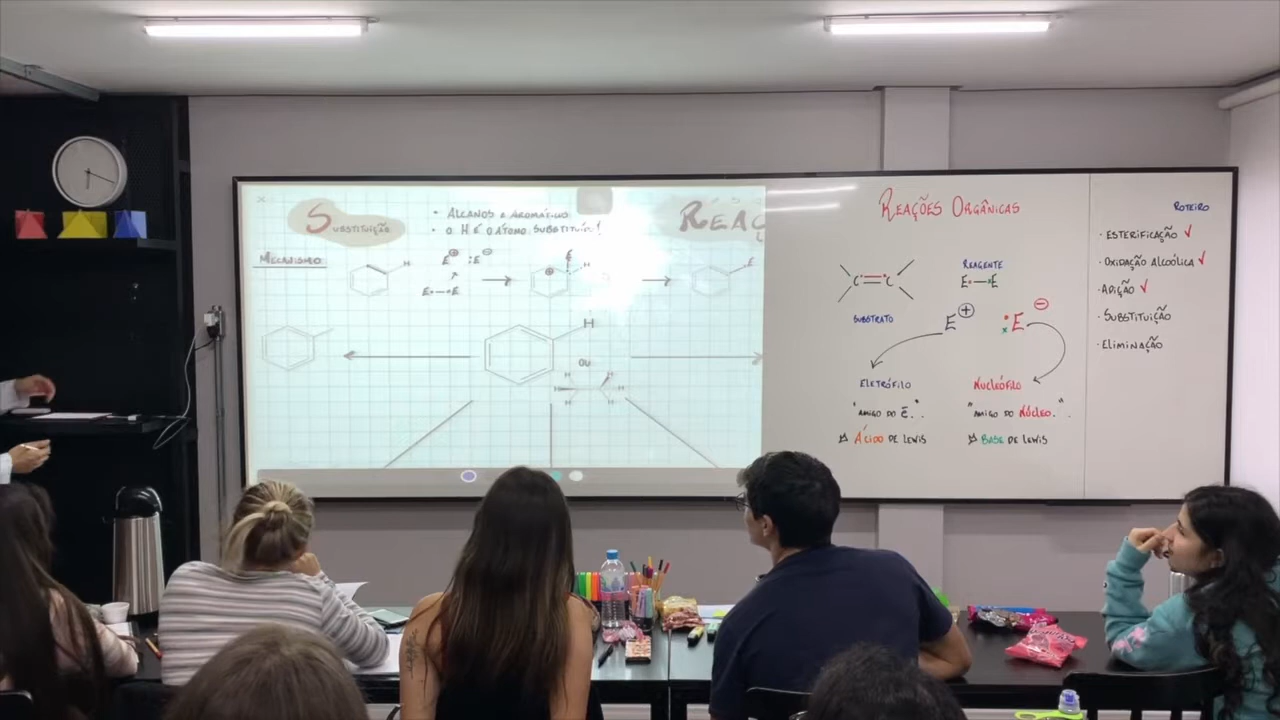 SUBSTITUIÇÃO
• ALCANOS E AROMÁTICO
• O H É O ÁTOMO SUBSTITUÍDO!
REAÇ
MECANISMO
H
E⊕ :E⊖
E•—•E
E
H
⊕
E
H
OU
H H
H H
H H
REAÇÕES ORGÂNICAS
C=C
SUBSTRATO
REAGENTE
E•—•E
E⊕
E⊖
ELETRÓFILO
"AMIGO DO E-".
ÁCIDO DE LEWIS
NUCLEÓFILO
"AMIGO DO NÚCLEO".
BASE DE LEWIS
ROTEIRO
• ESTERIFICAÇÃO ✓
• OXIDAÇÃO ALCOÓLICA ✓
• ADIÇÃO ✓
• SUBSTITUIÇÃO
• ELIMINAÇÃO